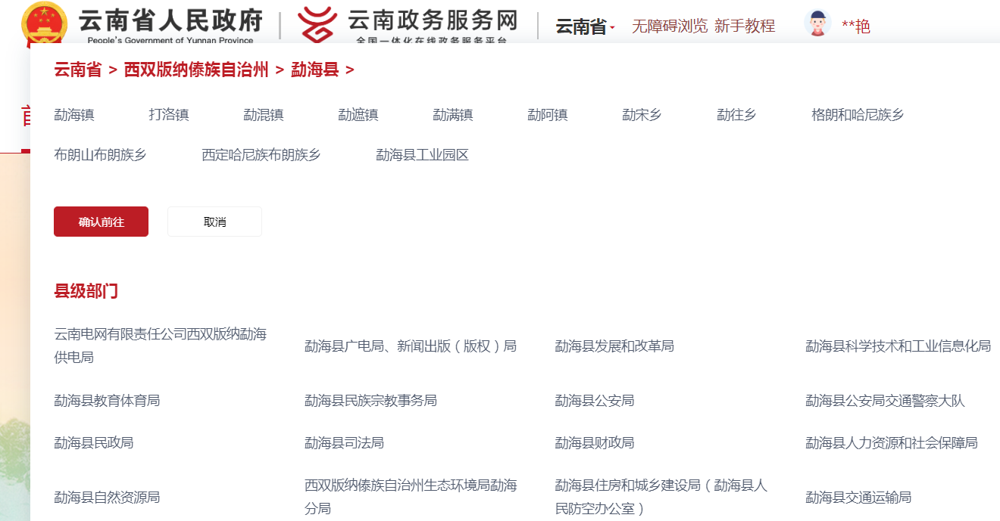 云南省人民政府
People's Government of Yunnan Province
云南政务服务网
全国一体化在线政务服务平台
云南省
无障碍浏览 新手教程
**艳
云南省 > 西双版纳傣族自治州 > 勐海县 >
首
勐海镇 打洛镇 勐混镇 勐遮镇 勐满镇 勐阿镇 勐宋乡 勐往乡 格朗和哈尼族乡
布朗山布朗族乡 西定哈尼族布朗族乡 勐海县工业园区
确认前往 取消
县级部门
云南电网有限责任公司西双版纳勐海
供电局
勐海县广电局、新闻出版（版权）局
勐海县发展和改革局
勐海县科学技术和工业信息化局
勐海县教育体育局
勐海县民族宗教事务局
勐海县公安局
勐海县公安局交通警察大队
勐海县民政局
勐海县司法局
勐海县财政局
勐海县人力资源和社会保障局
勐海县自然资源局
西双版纳傣族自治州生态环境局勐海
分局
勐海县住房和城乡建设局（勐海县人
民防空办公室）
勐海县交通运输局